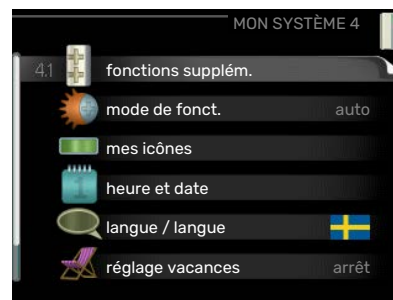 MON SYSTÈME 4
4.1 fonctions supplém.
mode de fonct. auto
mes icônes
heure et date
langue / langue
réglage vacances arrêt